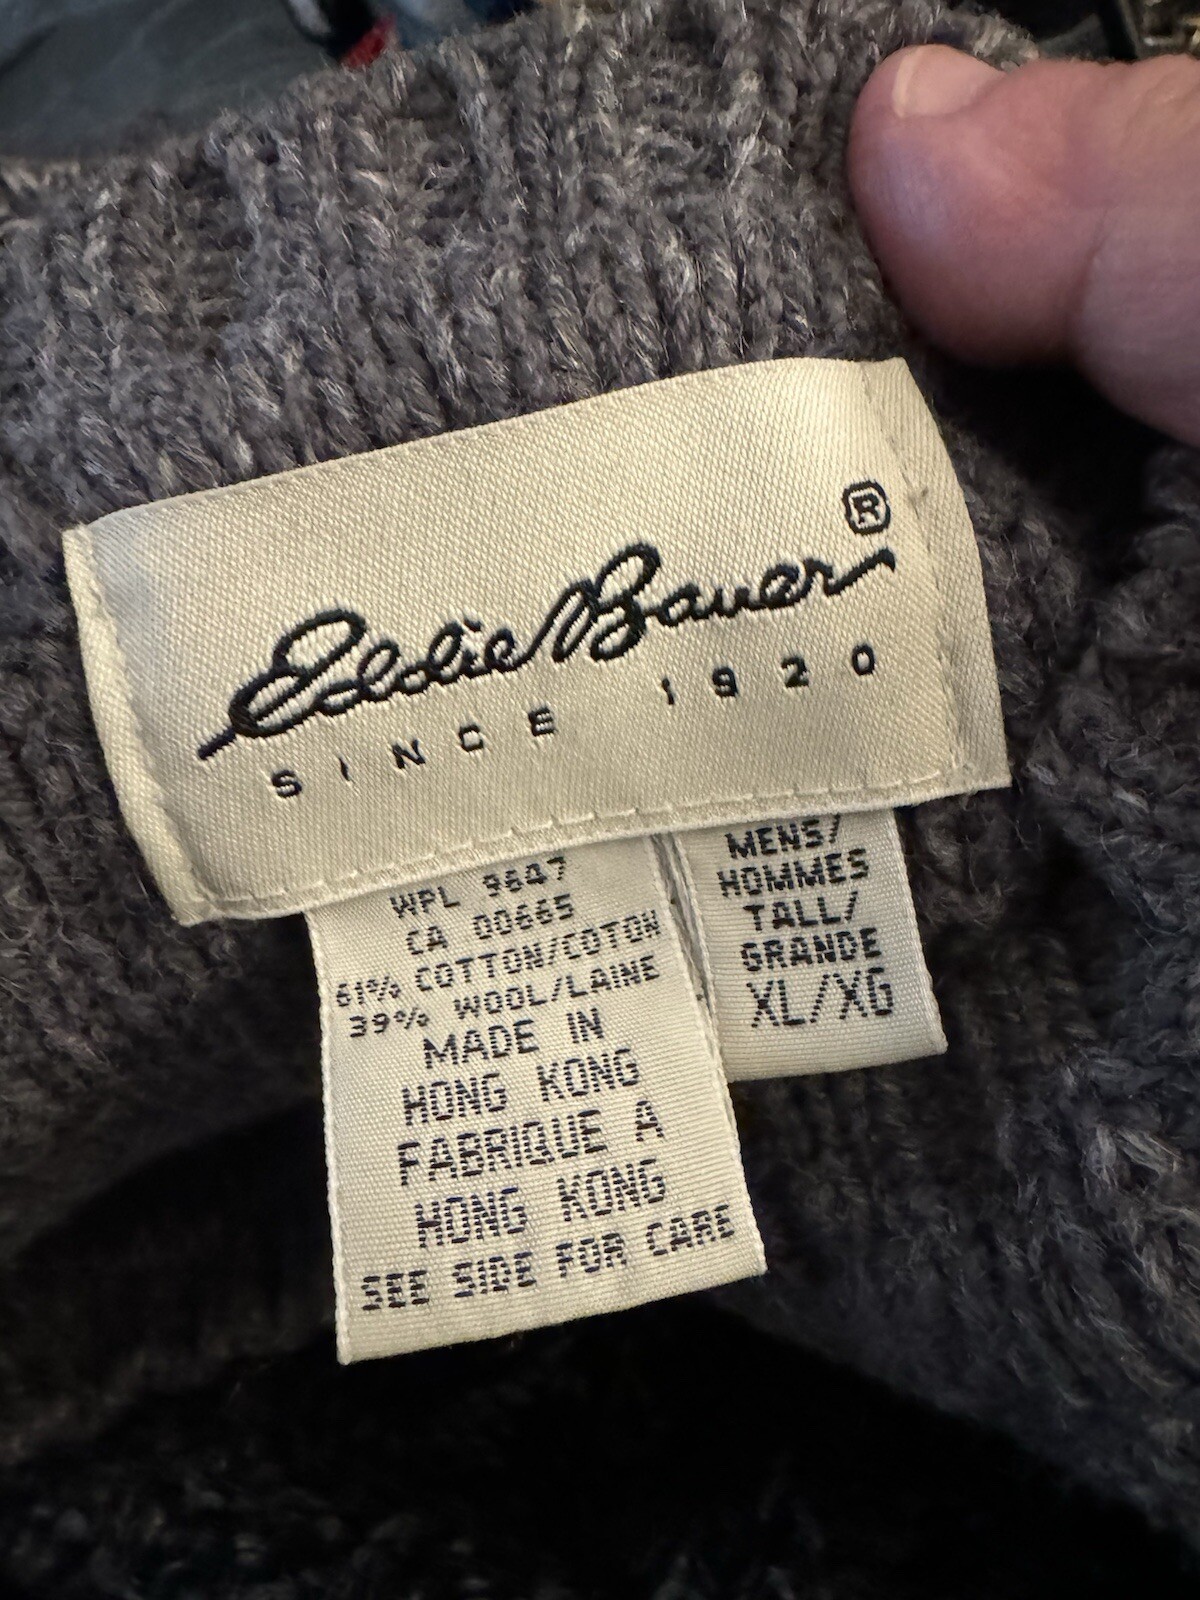 Eddie Bauer®
SINCE 1920
WPL 9647
CA 00665
61% COTTON/COTON
39% WOOL/LAINE
MADE IN
HONG KONG
FABRIQUE A
HONG KONG
SEE SIDE FOR CARE
MENS/
HOMMES
TALL/
GRANDE
XL/XG